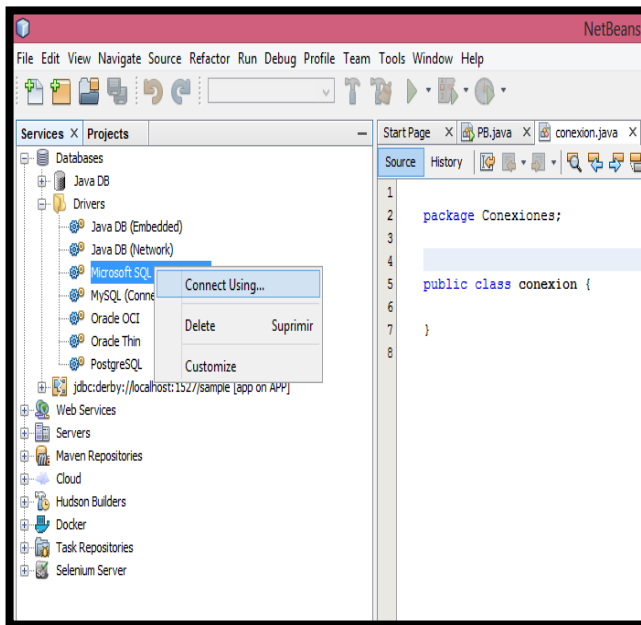 NetBeans
File Edit View Navigate Source Refactor Run Debug Profile Team Tools Window Help
Services X Projects
Start Page X PB.java X conexion.java X
Source History
Databases
Java DB
Drivers
Java DB (Embedded)
Java DB (Network)
Microsoft SQL
MySQL (Conne
Oracle OCI
Oracle Thin
PostgreSQL
jdbc:derby://localhost:1527/sample [app on APP]
Web Services
Servers
Maven Repositories
Cloud
Hudson Builders
Docker
Task Repositories
Selenium Server
Connect Using...
Delete Suprimir
Customize
1
2 package Conexiones;
3
4
5 public class conexion {
6
7 }
8